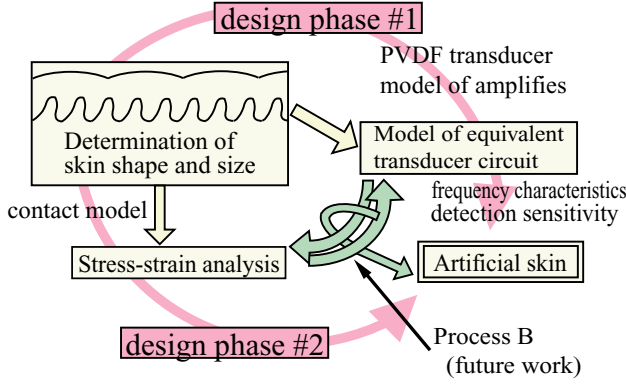 design phase #1
PVDF transducer
model of amplifies
Determination of
skin shape and size
Model of equivalent
transducer circuit
frequency characteristics
detection sensitivity
contact model
Stress-strain analysis
Artificial skin
design phase #2
Process B
(future work)